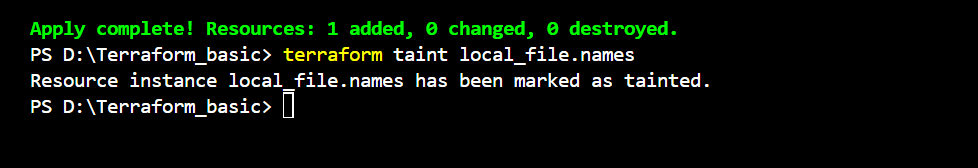 Apply complete! Resources: 1 added, 0 changed, 0 destroyed.
PS D:\Terraform_basic> terraform taint local_file.names
Resource instance local_file.names has been marked as tainted.
PS D:\Terraform_basic>